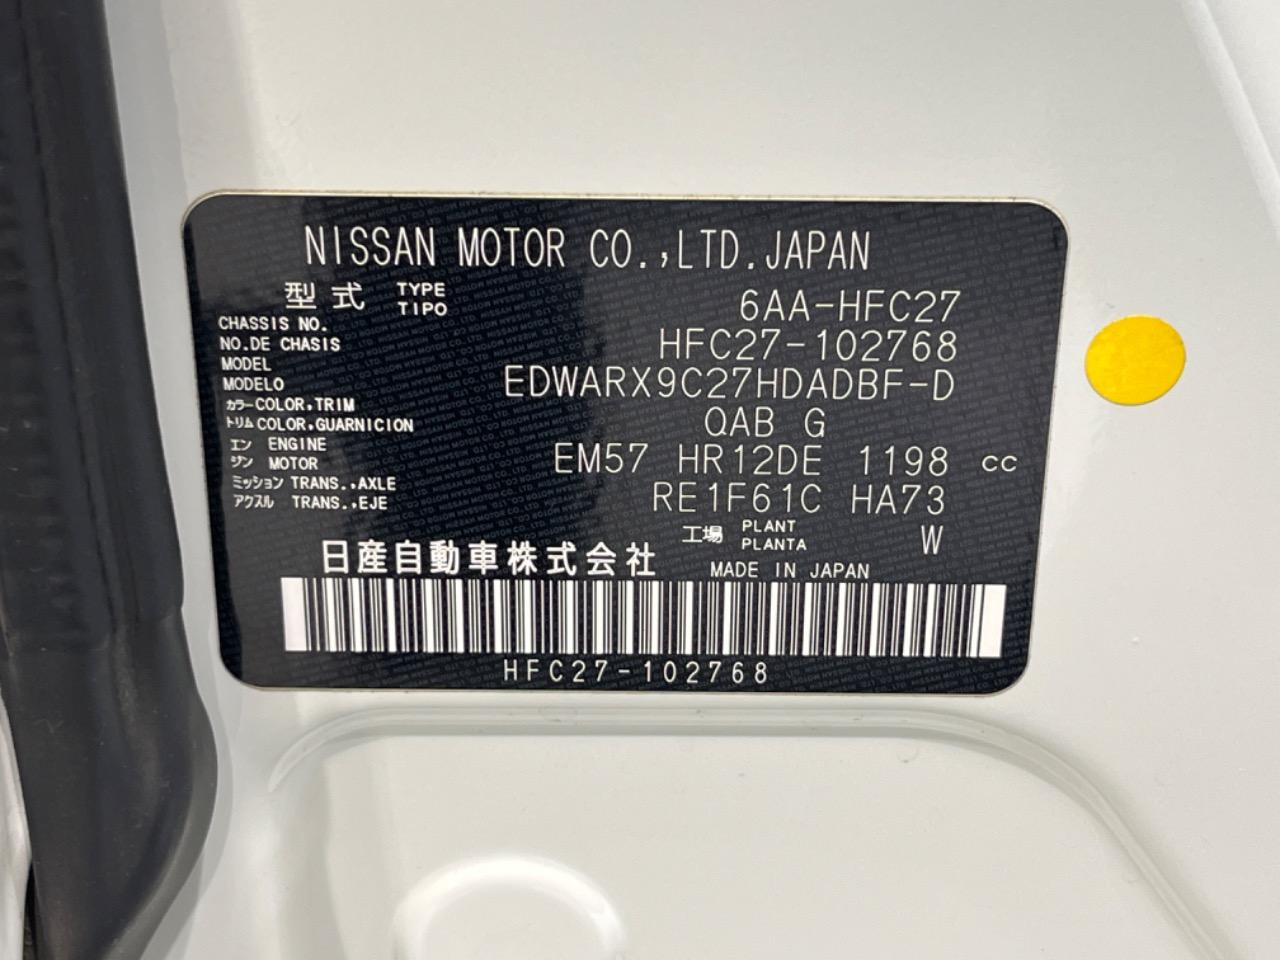 NISSAN MOTOR CO.,LTD.JAPAN
型式 TYPE TIPO 6AA-HFC27
CHASSIS NO.
NO.DE CHASIS HFC27-102768
MODEL
MODELO EDWARX9C27HDADBF-D
カラー COLOR,TRIM
トリム COLOR,GUARNICION QAB G
エン ENGINE
ジン MOTOR EM57 HR12DE 1198 cc
ミッション TRANS.,AXLE
アクスル TRANS.,EJE RE1F61C HA73
工場 PLANT PLANTA W
日産自動車株式会社 MADE IN JAPAN
HFC27-102768